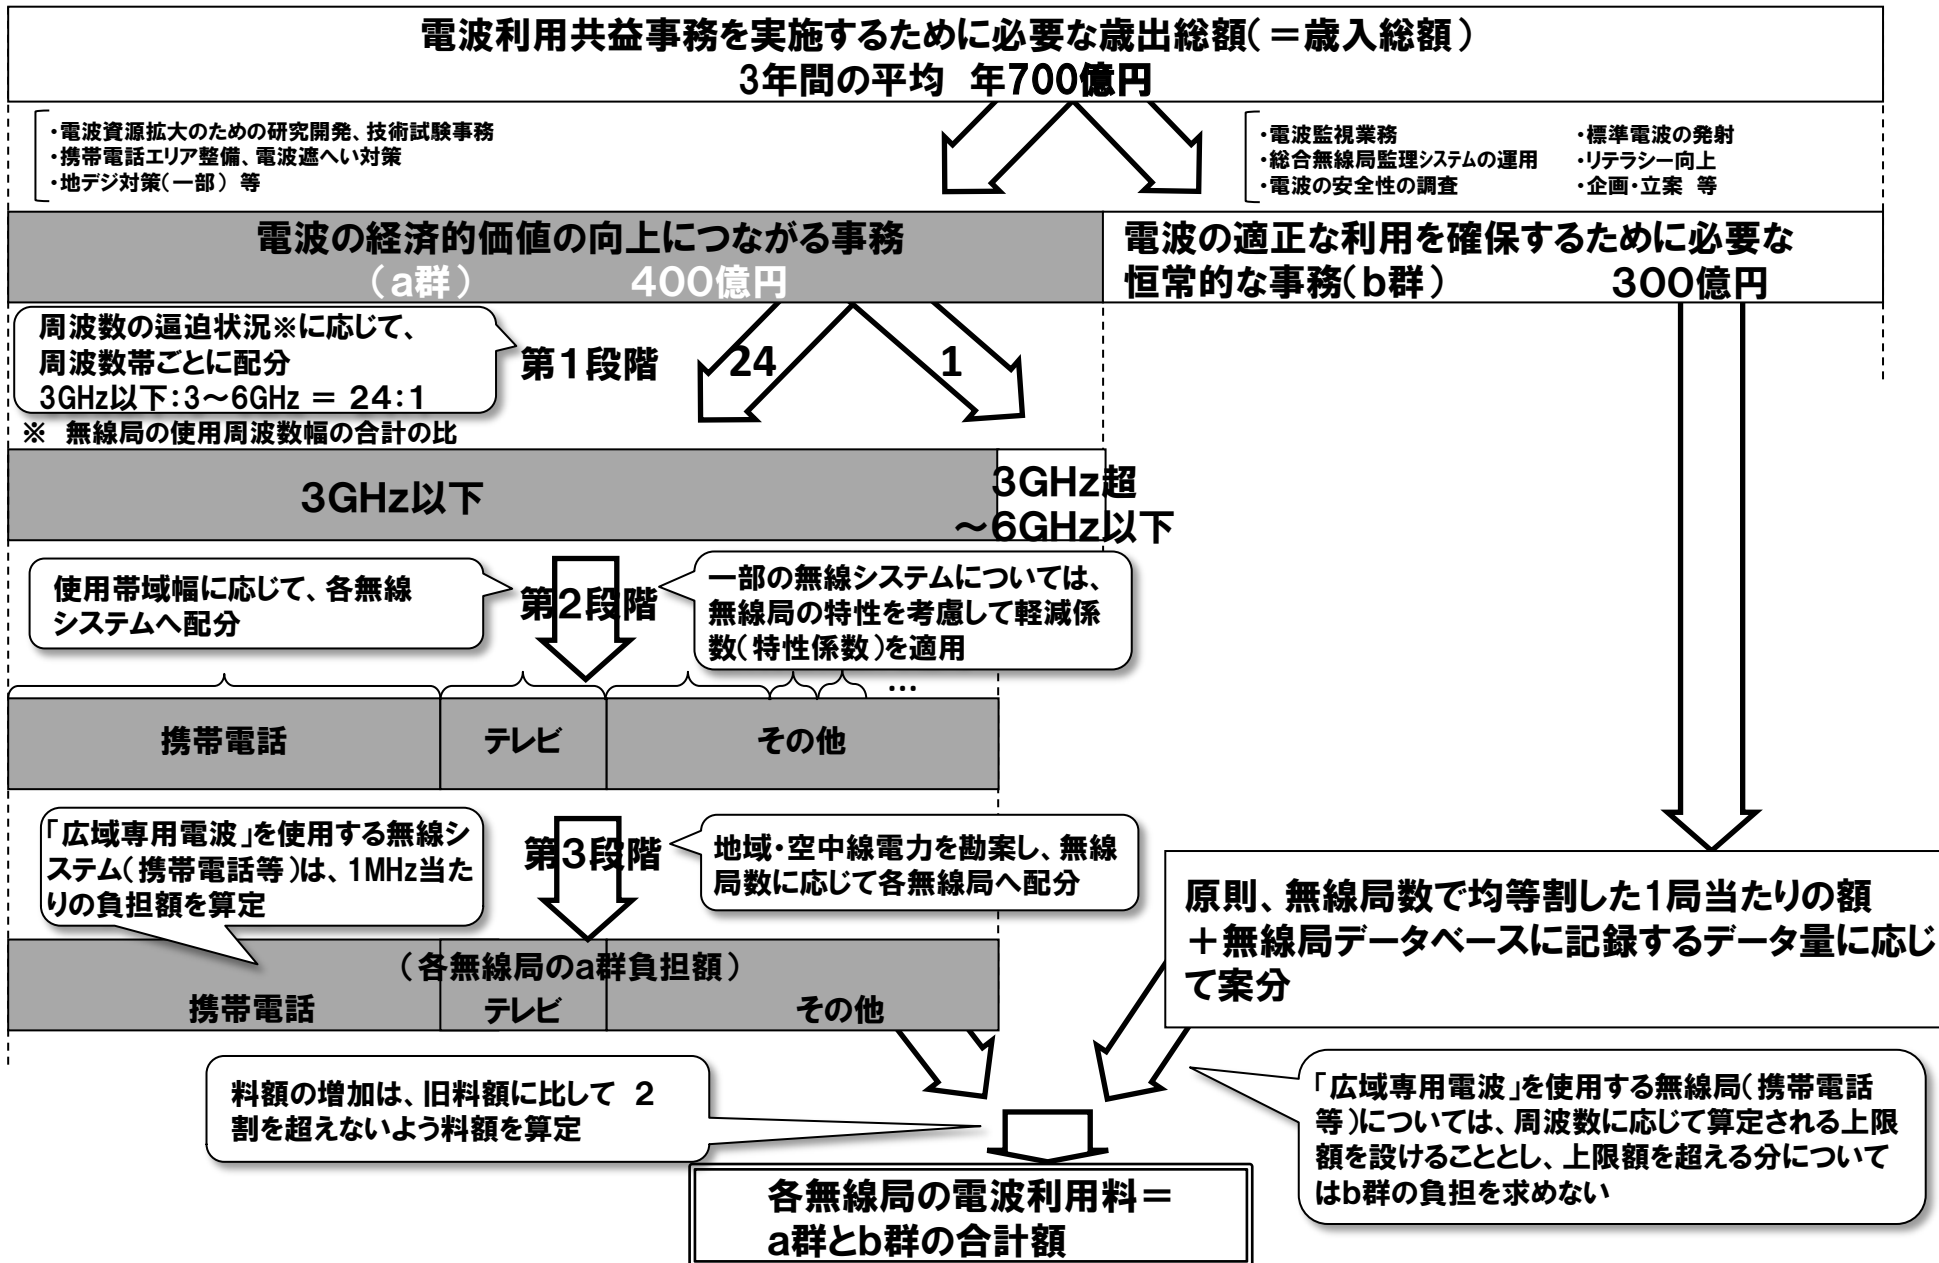 電波利用共益事務を実施するために必要な歳出総額(＝歳入総額)
3年間の平均　年700億円
・電波資源拡大のための研究開発、技術試験事務
・携帯電話エリア整備、電波遮へい対策
・地デジ対策(一部) 等
・電波監視業務
・総合無線局監理システムの運用
・電波の安全性の調査
・標準電波の発射
・リテラシー向上
・企画・立案 等
電波の経済的価値の向上につながる事務
(a群)　　　400億円
電波の適正な利用を確保するために必要な
恒常的な事務(b群)　　　300億円
周波数の逼迫状況※に応じて、
周波数帯ごとに配分
3GHz以下:3～6GHz ＝ 24:1
第1段階
24
1
※　無線局の使用周波数幅の合計の比
3GHz以下
3GHz超
～6GHz以下
使用帯域幅に応じて、各無線
システムへ配分
第2段階
一部の無線システムについては、
無線局の特性を考慮して軽減係
数(特性係数)を適用
…
携帯電話
テレビ
その他
「広域専用電波」を使用する無線シ
ステム(携帯電話等)は、1MHz当た
りの負担額を算定
第3段階
地域・空中線電力を勘案し、無線
局数に応じて各無線局へ配分
原則、無線局数で均等割した1局当たりの額
＋無線局データベースに記録するデータ量に応じ
て案分
(各無線局のa群負担額)
携帯電話
テレビ
その他
料額の増加は、旧料額に比して　2
割を超えないよう料額を算定
「広域専用電波」を使用する無線局(携帯電話
等)については、周波数に応じて算定される上限
額を設けることとし、上限額を超える分について
はb群の負担を求めない
各無線局の電波利用料＝
a群とb群の合計額